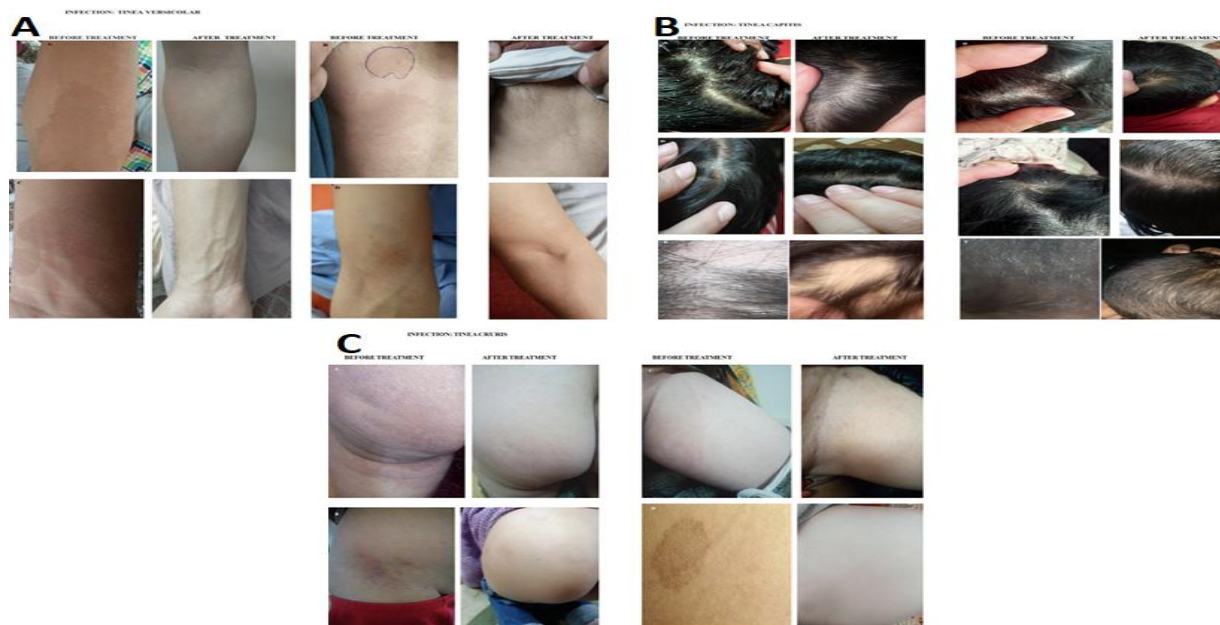 A
INFECTION: TINEA VERSICOLAR
BEFORE TREATMENT AFTER TREATMENT BEFORE TREATMENT AFTER TREATMENT
B
INFECTION: TINEA CAPITIS
BEFORE TREATMENT AFTER TREATMENT BEFORE TREATMENT AFTER TREATMENT
C
INFECTION: TINEA CRURIS
BEFORE TREATMENT AFTER TREATMENT BEFORE TREATMENT AFTER TREATMENT